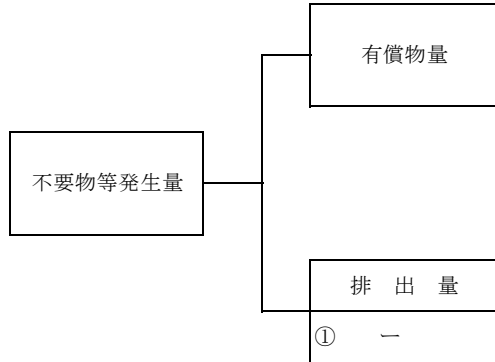 有償物量
不要物等発生量
排 出 量
① ー